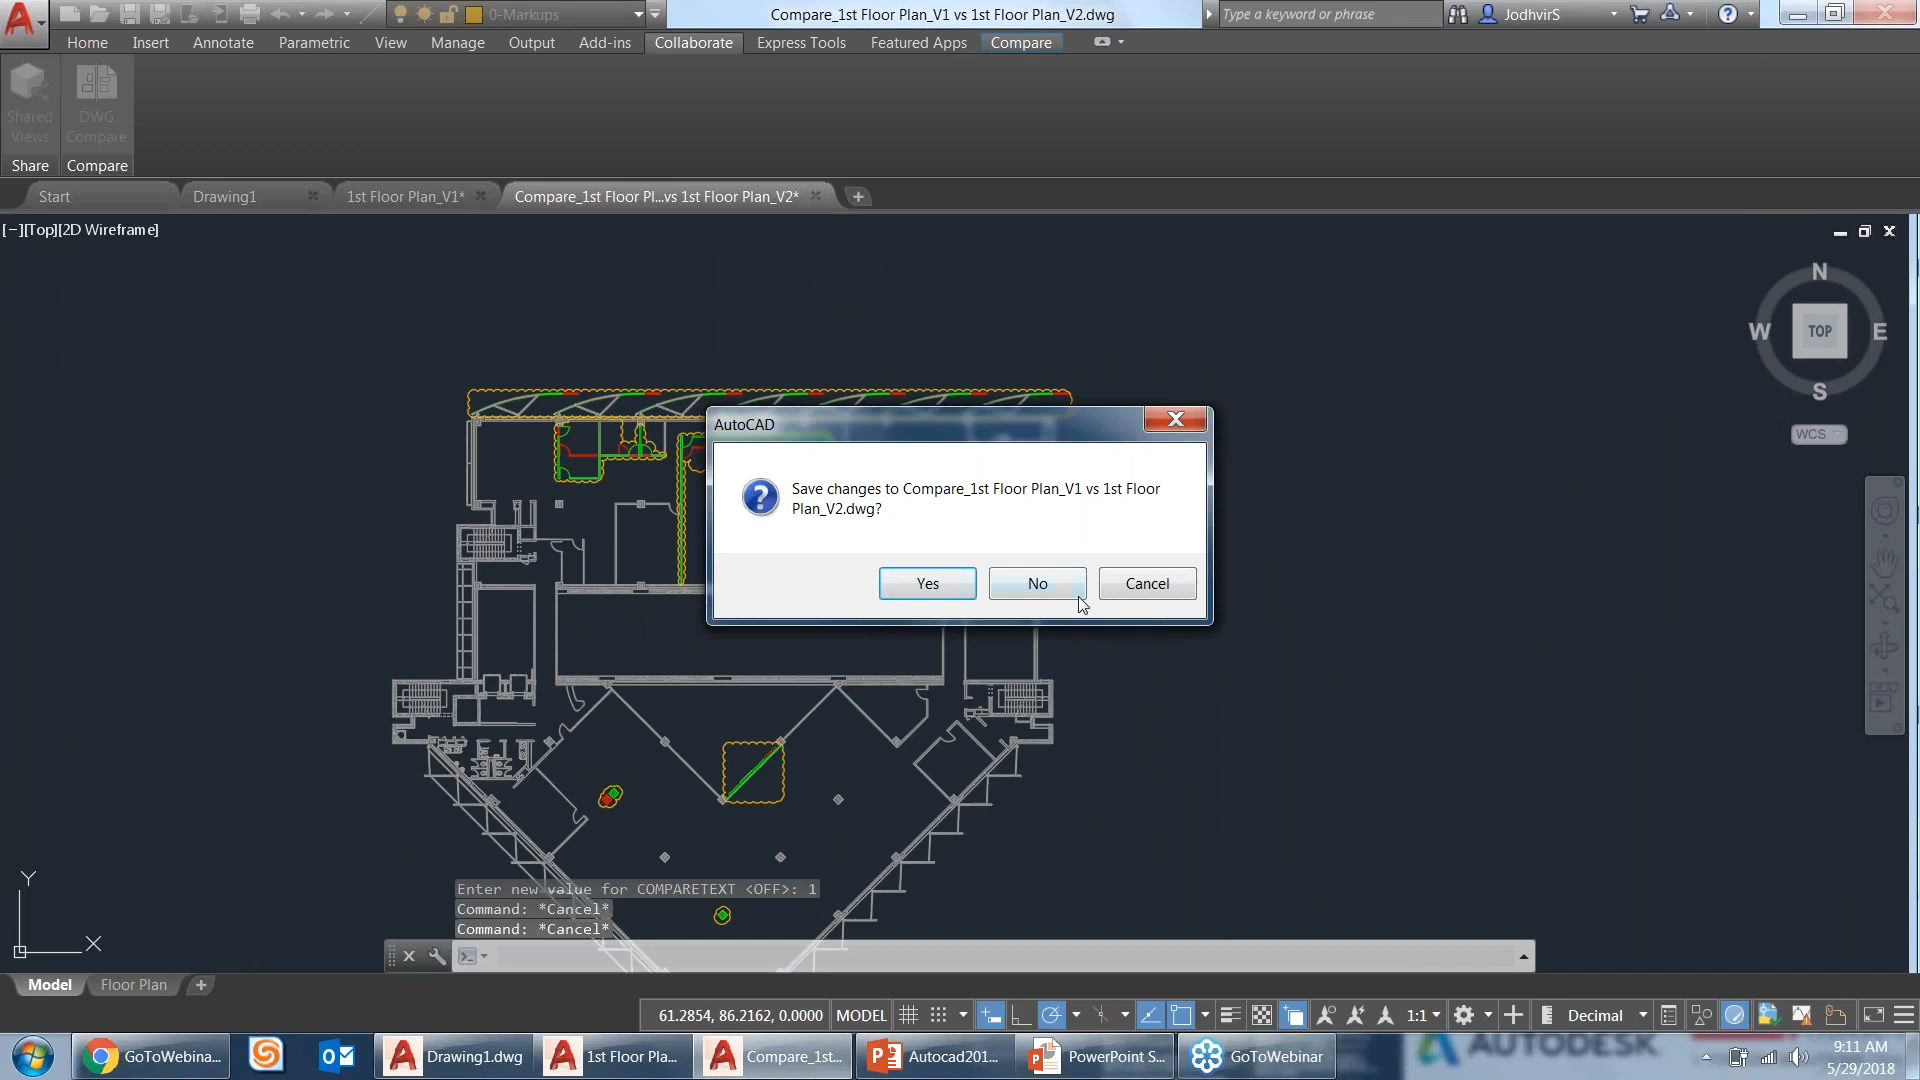 0-Markups
Compare_1st Floor Plan_V1 vs 1st Floor Plan_V2.dwg
Type a keyword or phrase
JodhvirS
Home Insert Annotate Parametric View Manage Output Add-ins Collaborate Express Tools Featured Apps Compare
Shared Views
DWG Compare
Share Compare
Start Drawing1 1st Floor Plan_V1* Compare_1st Floor Pl...vs 1st Floor Plan_V2*
[−][Top][2D Wireframe]
N
W TOP E
S
WCS
AutoCAD
Save changes to Compare_1st Floor Plan_V1 vs 1st Floor
Plan_V2.dwg?
Yes No Cancel
Enter new value for COMPARETEXT <OFF>: 1
Command: *Cancel*
Command: *Cancel*
Y
X
Model Floor Plan
61.2854, 86.2162, 0.0000 MODEL 1:1 Decimal
GoToWebina... Drawing1.dwg 1st Floor Pla... Compare_1st... Autocad201... PowerPoint S... GoToWebinar
AUTODESK
9:11 AM
5/29/2018